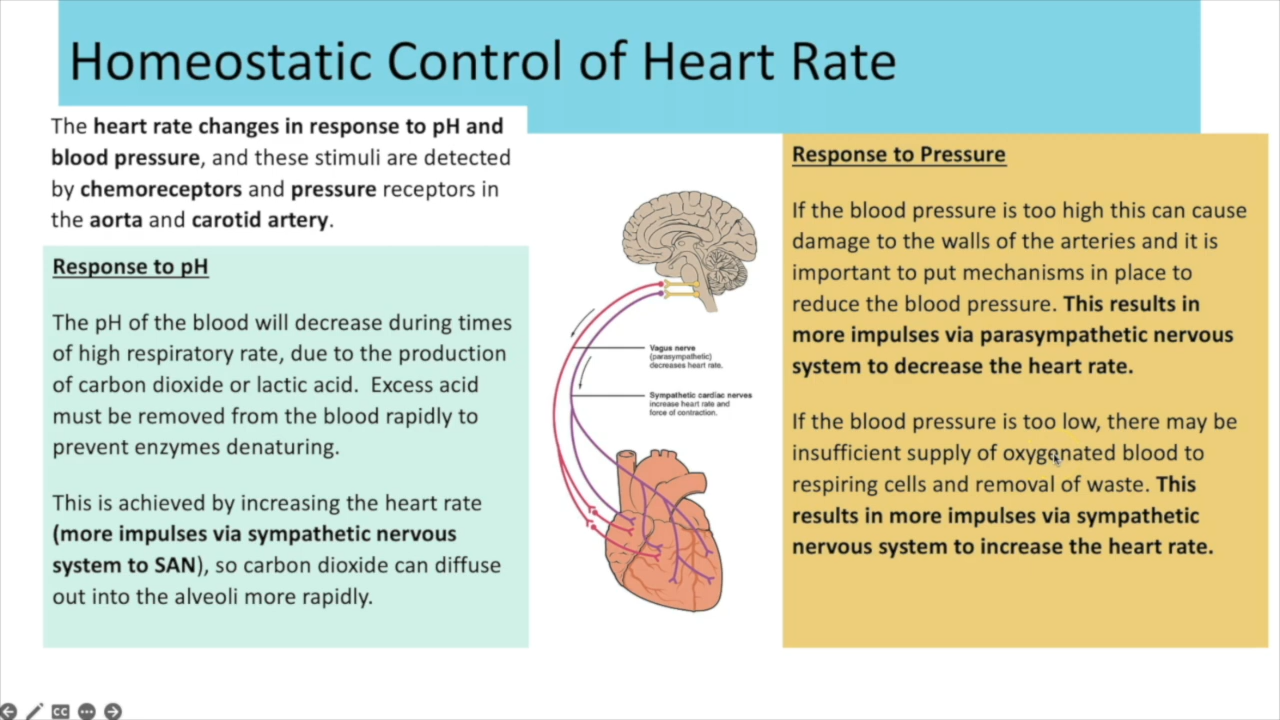 Homeostatic Control of Heart Rate
The heart rate changes in response to pH and
blood pressure, and these stimuli are detected
by chemoreceptors and pressure receptors in
the aorta and carotid artery.
Response to pH
The pH of the blood will decrease during times
of high respiratory rate, due to the production
of carbon dioxide or lactic acid. Excess acid
must be removed from the blood rapidly to
prevent enzymes denaturing.
This is achieved by increasing the heart rate
(more impulses via sympathetic nervous
system to SAN), so carbon dioxide can diffuse
out into the alveoli more rapidly.
Vagus nerve
(parasympathetic)
decreases heart rate.
Sympathetic cardiac nerves
increase heart rate and
force of contraction.
Response to Pressure
If the blood pressure is too high this can cause
damage to the walls of the arteries and it is
important to put mechanisms in place to
reduce the blood pressure. This results in
more impulses via parasympathetic nervous
system to decrease the heart rate.
If the blood pressure is too low, there may be
insufficient supply of oxygenated blood to
respiring cells and removal of waste. This
results in more impulses via sympathetic
nervous system to increase the heart rate.
CC